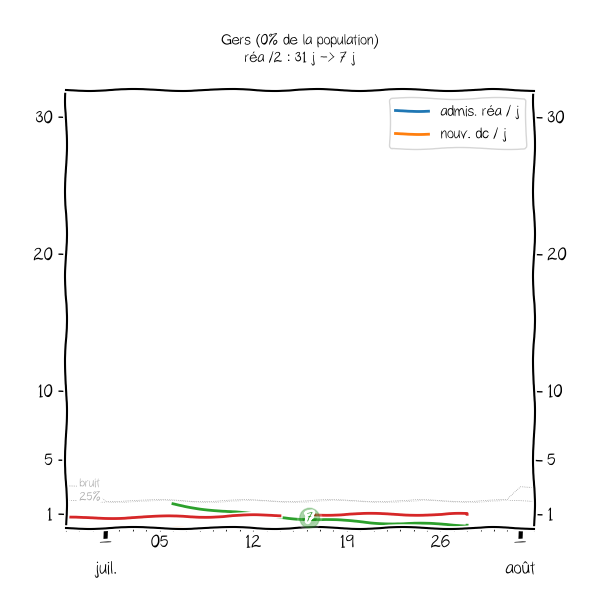 Gers (0% de la population)
réa /2 : 31 j -> 7 j
admis. réa / j
nouv. dc / j
30
30
20
20
10
10
5
5
bruit
25%
1
7
1
05
12
19
26
juil.
août